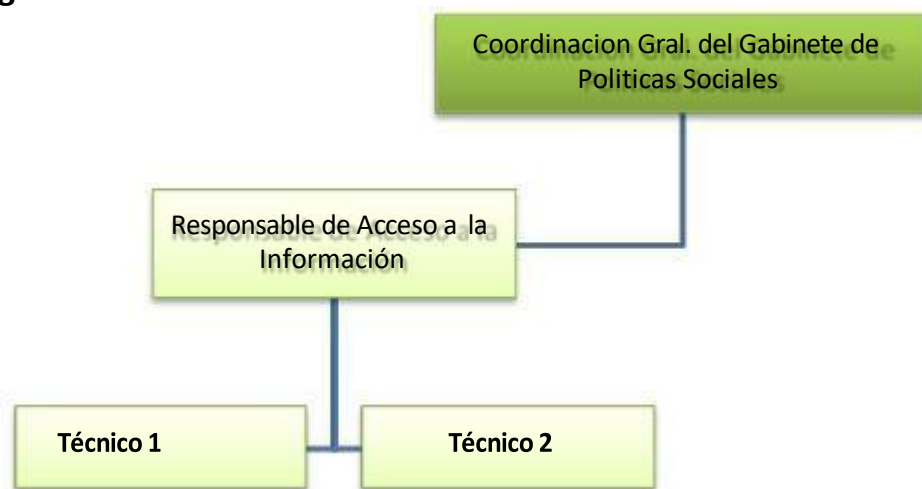 Coordinacion Gral. del Gabinete de
Politicas Sociales
Responsable de Acceso a la
Información
Técnico 1
Técnico 2